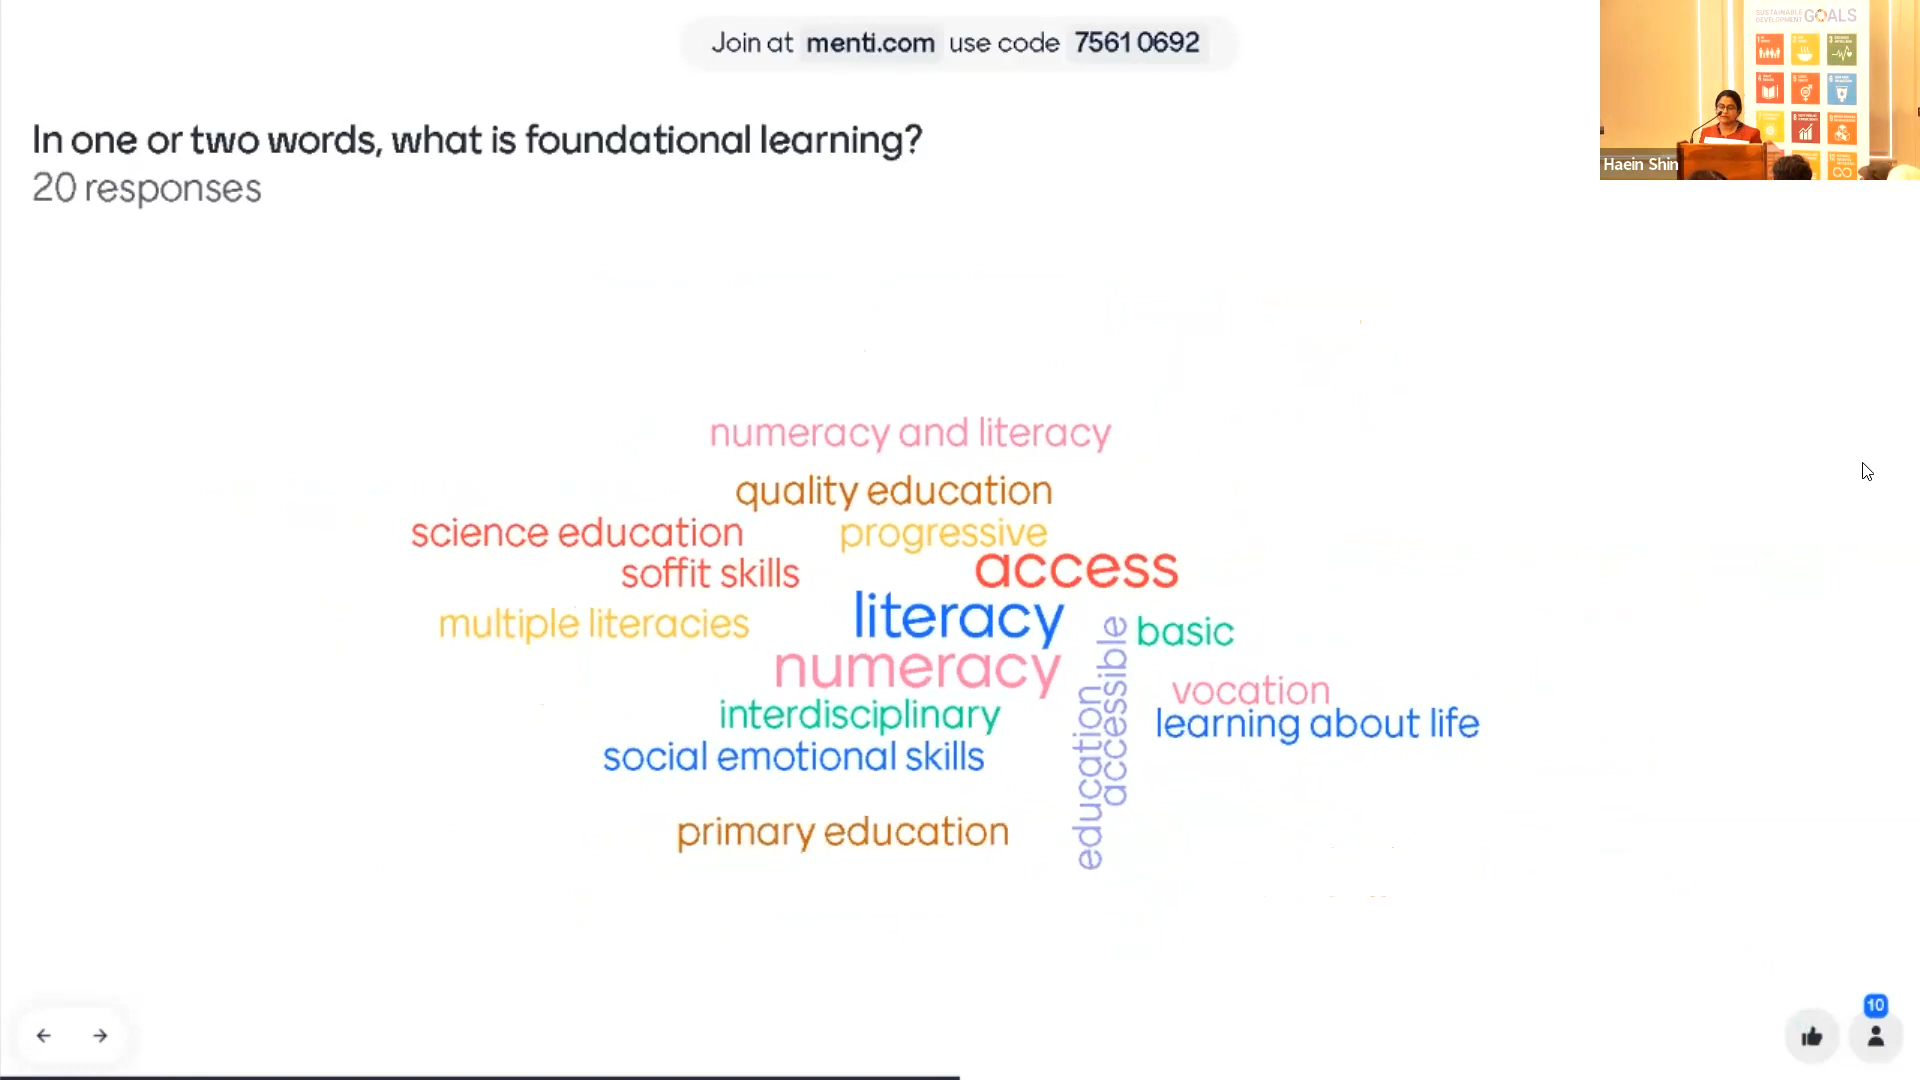 Join at menti.com use code 7561 0692
SUSTAINABLE
DEVELOPMENT GOALS
Haein Shin
In one or two words, what is foundational learning?
20 responses
numeracy and literacy
quality education
science education
progressive
soffit skills
access
multiple literacies
literacy
basic
numeracy
accessible
education
vocation
interdisciplinary
learning about life
social emotional skills
primary education
10